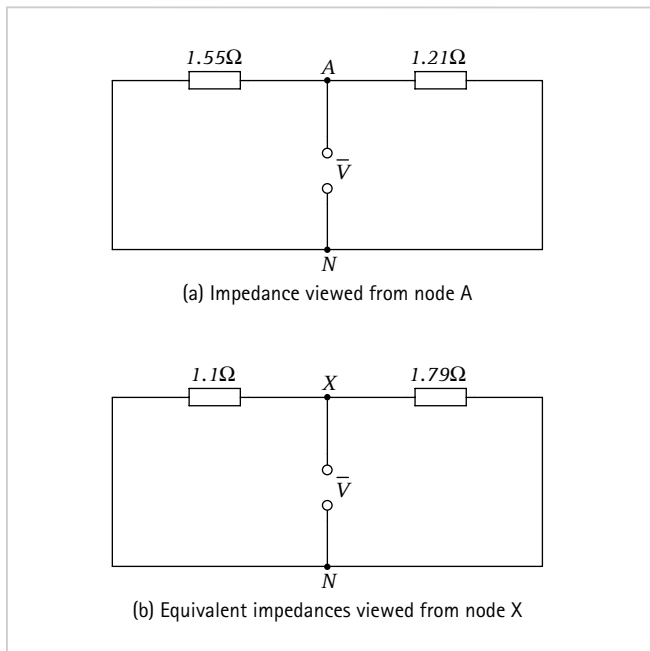 1.55Ω A 1.21Ω
V̅
N
(a) Impedance viewed from node A
1.1Ω X 1.79Ω
V̅
N
(b) Equivalent impedances viewed from node X